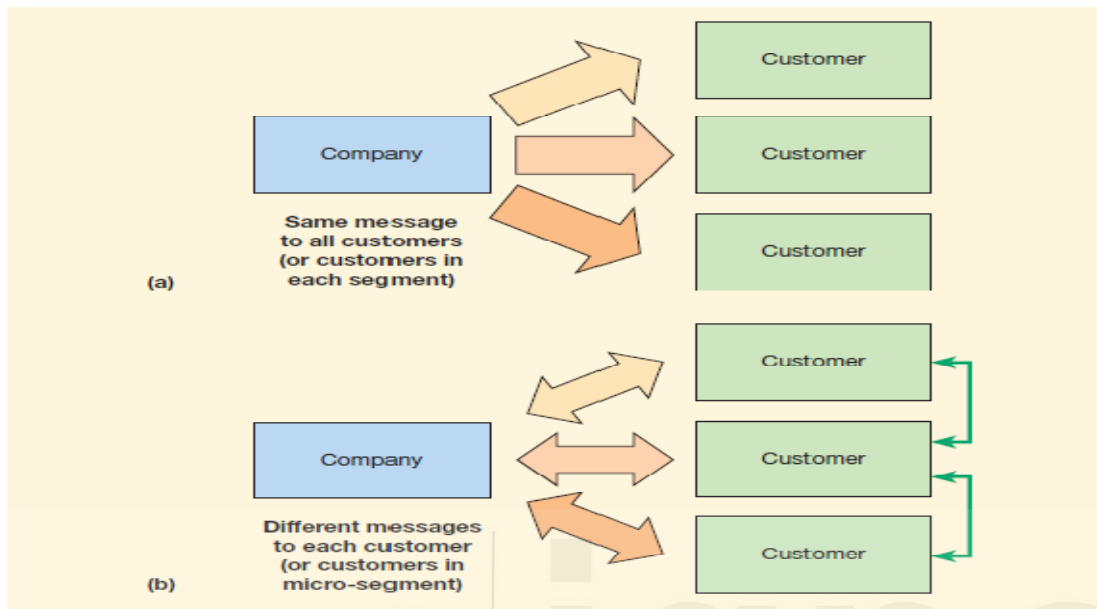 Customer
Company
Customer
Same message
to all customers
(or customers in
each segment)
Customer
(a)
Customer
Company
Customer
Different messages
to each customer
(or customers in
micro-segment)
Customer
(b)